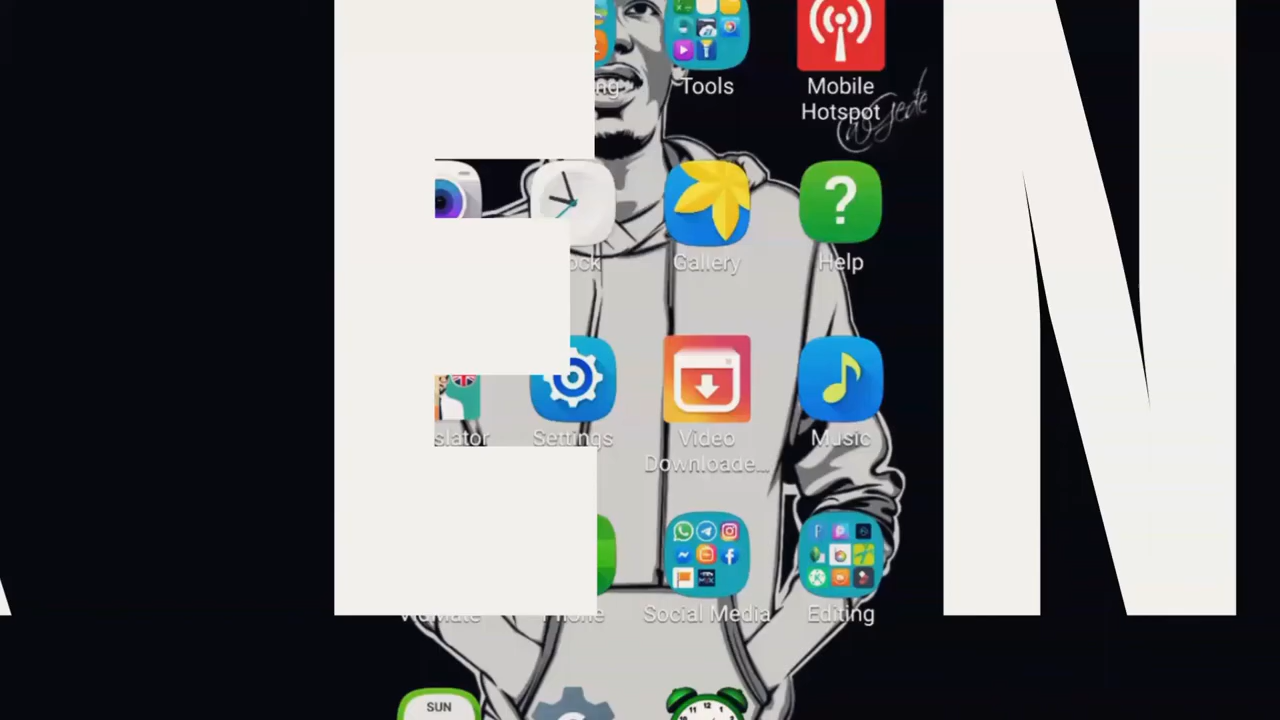 Tools
Mobile
Hotspot
Gallery
Help
Settings
Video
Downloade...
Music
Social Media
Editing
SUN
E N